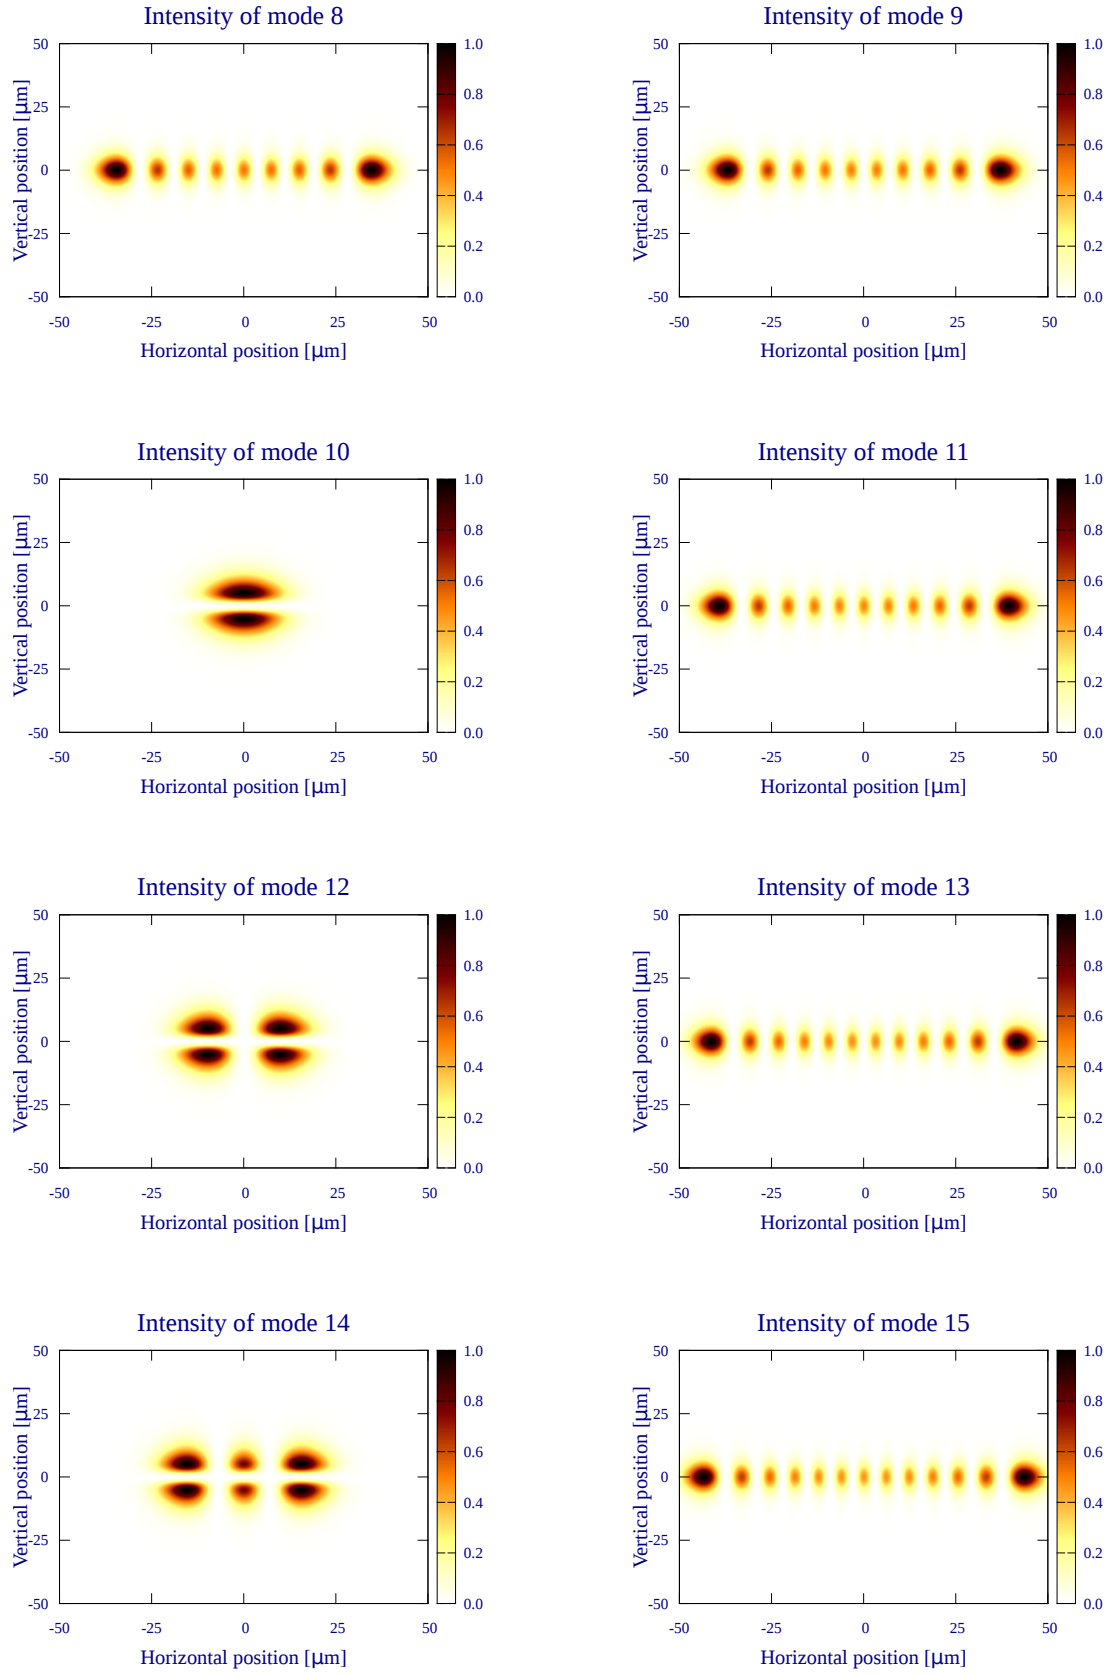 Intensity of mode 8
50
25
0
-25
-50
Vertical position [μm]
-50 -25 0 25 50
Horizontal position [μm]
1.0
0.8
0.6
0.4
0.2
0.0
Intensity of mode 9
50
25
0
-25
-50
Vertical position [μm]
-50 -25 0 25 50
Horizontal position [μm]
1.0
0.8
0.6
0.4
0.2
0.0
Intensity of mode 10
50
25
0
-25
-50
Vertical position [μm]
-50 -25 0 25 50
Horizontal position [μm]
1.0
0.8
0.6
0.4
0.2
0.0
Intensity of mode 11
50
25
0
-25
-50
Vertical position [μm]
-50 -25 0 25 50
Horizontal position [μm]
1.0
0.8
0.6
0.4
0.2
0.0
Intensity of mode 12
50
25
0
-25
-50
Vertical position [μm]
-50 -25 0 25 50
Horizontal position [μm]
1.0
0.8
0.6
0.4
0.2
0.0
Intensity of mode 13
50
25
0
-25
-50
Vertical position [μm]
-50 -25 0 25 50
Horizontal position [μm]
1.0
0.8
0.6
0.4
0.2
0.0
Intensity of mode 14
50
25
0
-25
-50
Vertical position [μm]
-50 -25 0 25 50
Horizontal position [μm]
1.0
0.8
0.6
0.4
0.2
0.0
Intensity of mode 15
50
25
0
-25
-50
Vertical position [μm]
-50 -25 0 25 50
Horizontal position [μm]
1.0
0.8
0.6
0.4
0.2
0.0